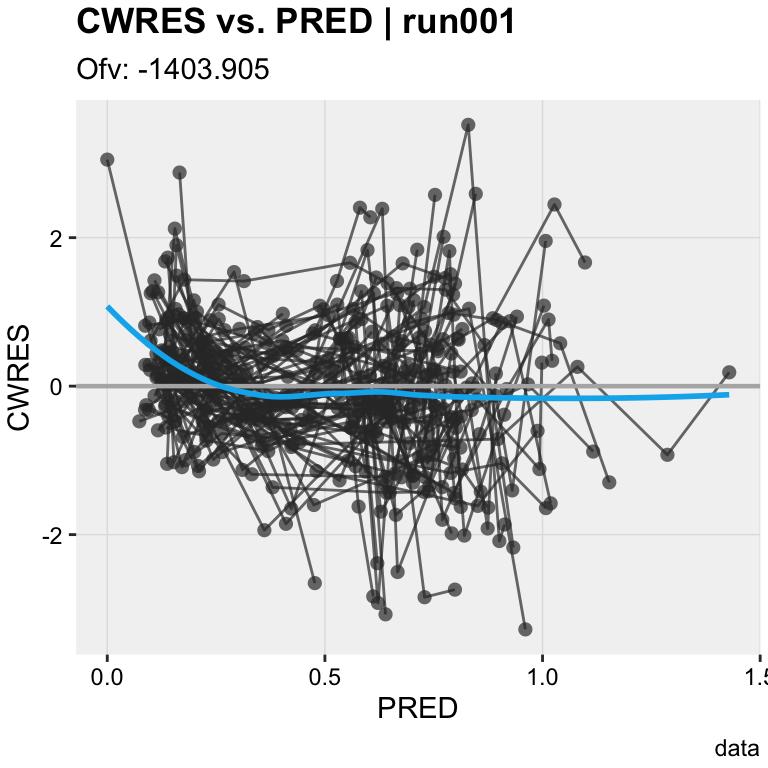 CWRES vs. PRED | run001
Ofv: -1403.905
2
0
-2
CWRES
0.0 0.5 1.0 1.5
PRED
data